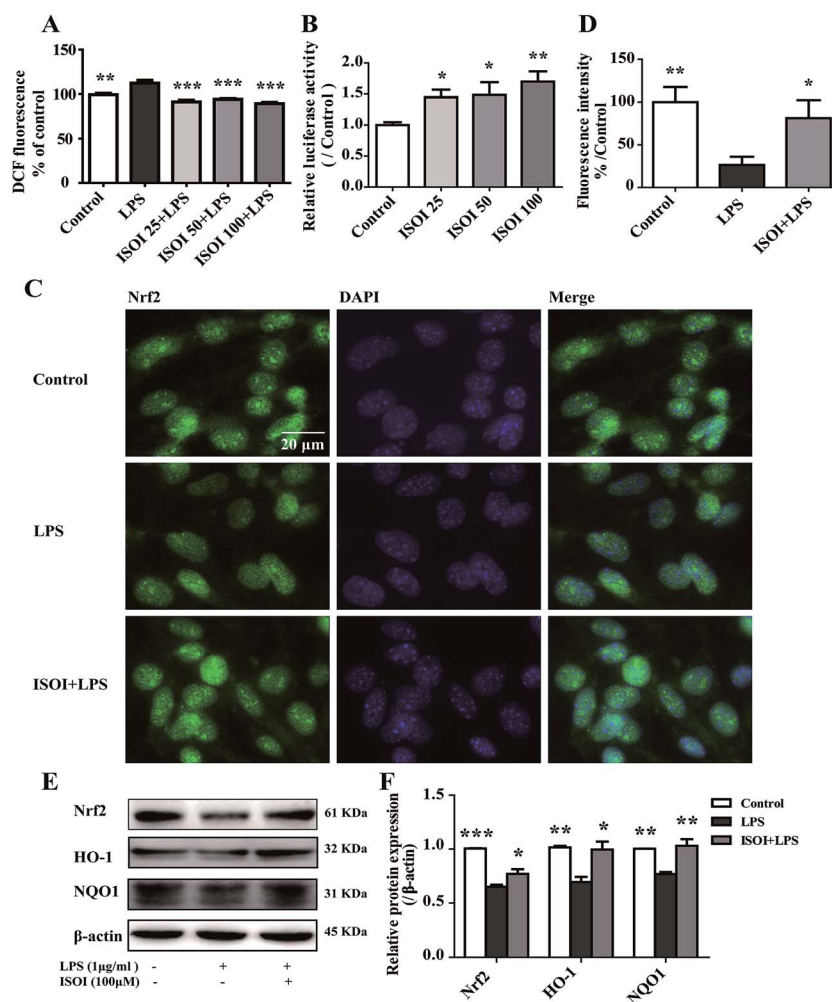 A
DCF fluorescence
% of control
150
100
50
0
**
***
***
***
Control
LPS
ISOI 25+LPS
ISOI 50+LPS
ISOI 100+LPS
B
Relative luciferase activity
( / Control )
2.0
1.5
1.0
0.5
0.0
*
*
**
Control
ISOI 25
ISOI 50
ISOI 100
D
Fluorescence intensity
% /Control
150
100
50
0
**
*
Control
LPS
ISOI+LPS
C
Nrf2 DAPI Merge
Control
20 μm
LPS
ISOI+LPS
E
Nrf2 61 KDa
HO-1 32 KDa
NQO1 31 KDa
β-actin 45 KDa
LPS (1μg/ml ) - + +
ISOI (100μM) - - +
F
Relative protein expression
(/ β-actin)
1.5
1.0
0.5
0.0
***
*
**
*
**
**
Control
LPS
ISOI+LPS
Nrf2
HO-1
NQO1